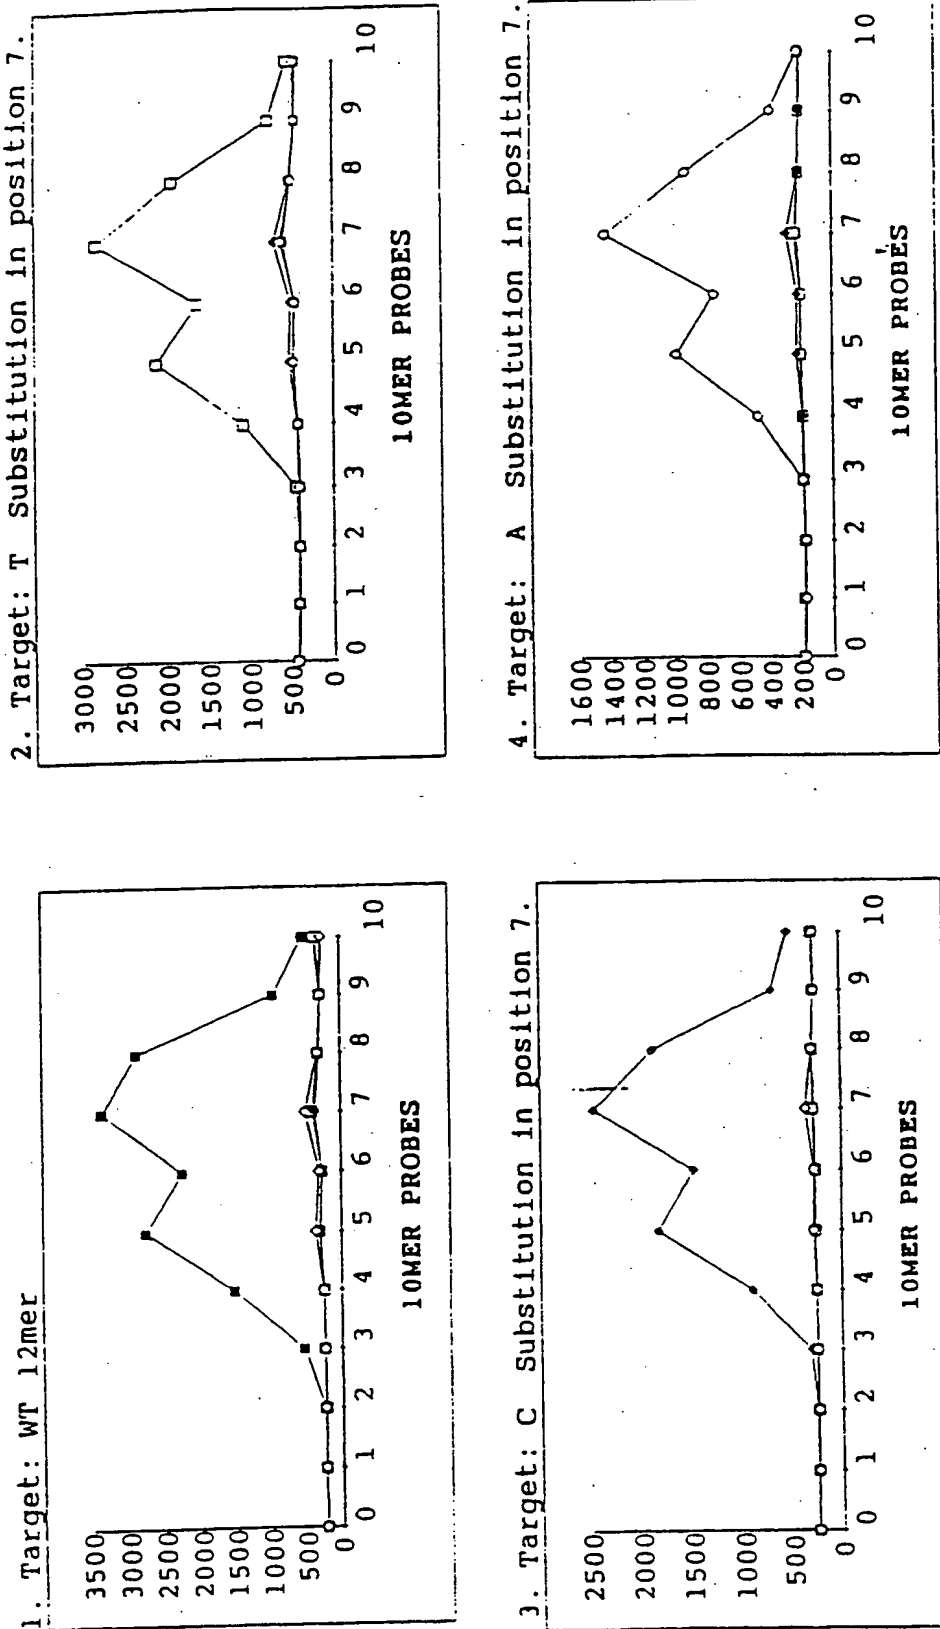 1. Target: WT 12mer
3500
3000
2500
2000
1500
1000
500
0
0 1 2 3 4 5 6 7 8 9 10
10MER PROBES
2. Target: T Substitution in position 7.
3000
2500
2000
1500
1000
500
0
0 1 2 3 4 5 6 7 8 9 10
10MER PROBES
3. Target: C Substitution in position 7.
2500
2000
1500
1000
500
0
0 1 2 3 4 5 6 7 8 9 10
10MER PROBES
4. Target: A Substitution in position 7.
1600
1400
1200
1000
800
600
400
200
0
0 1 2 3 4 5 6 7 8 9 10
10MER PROBES